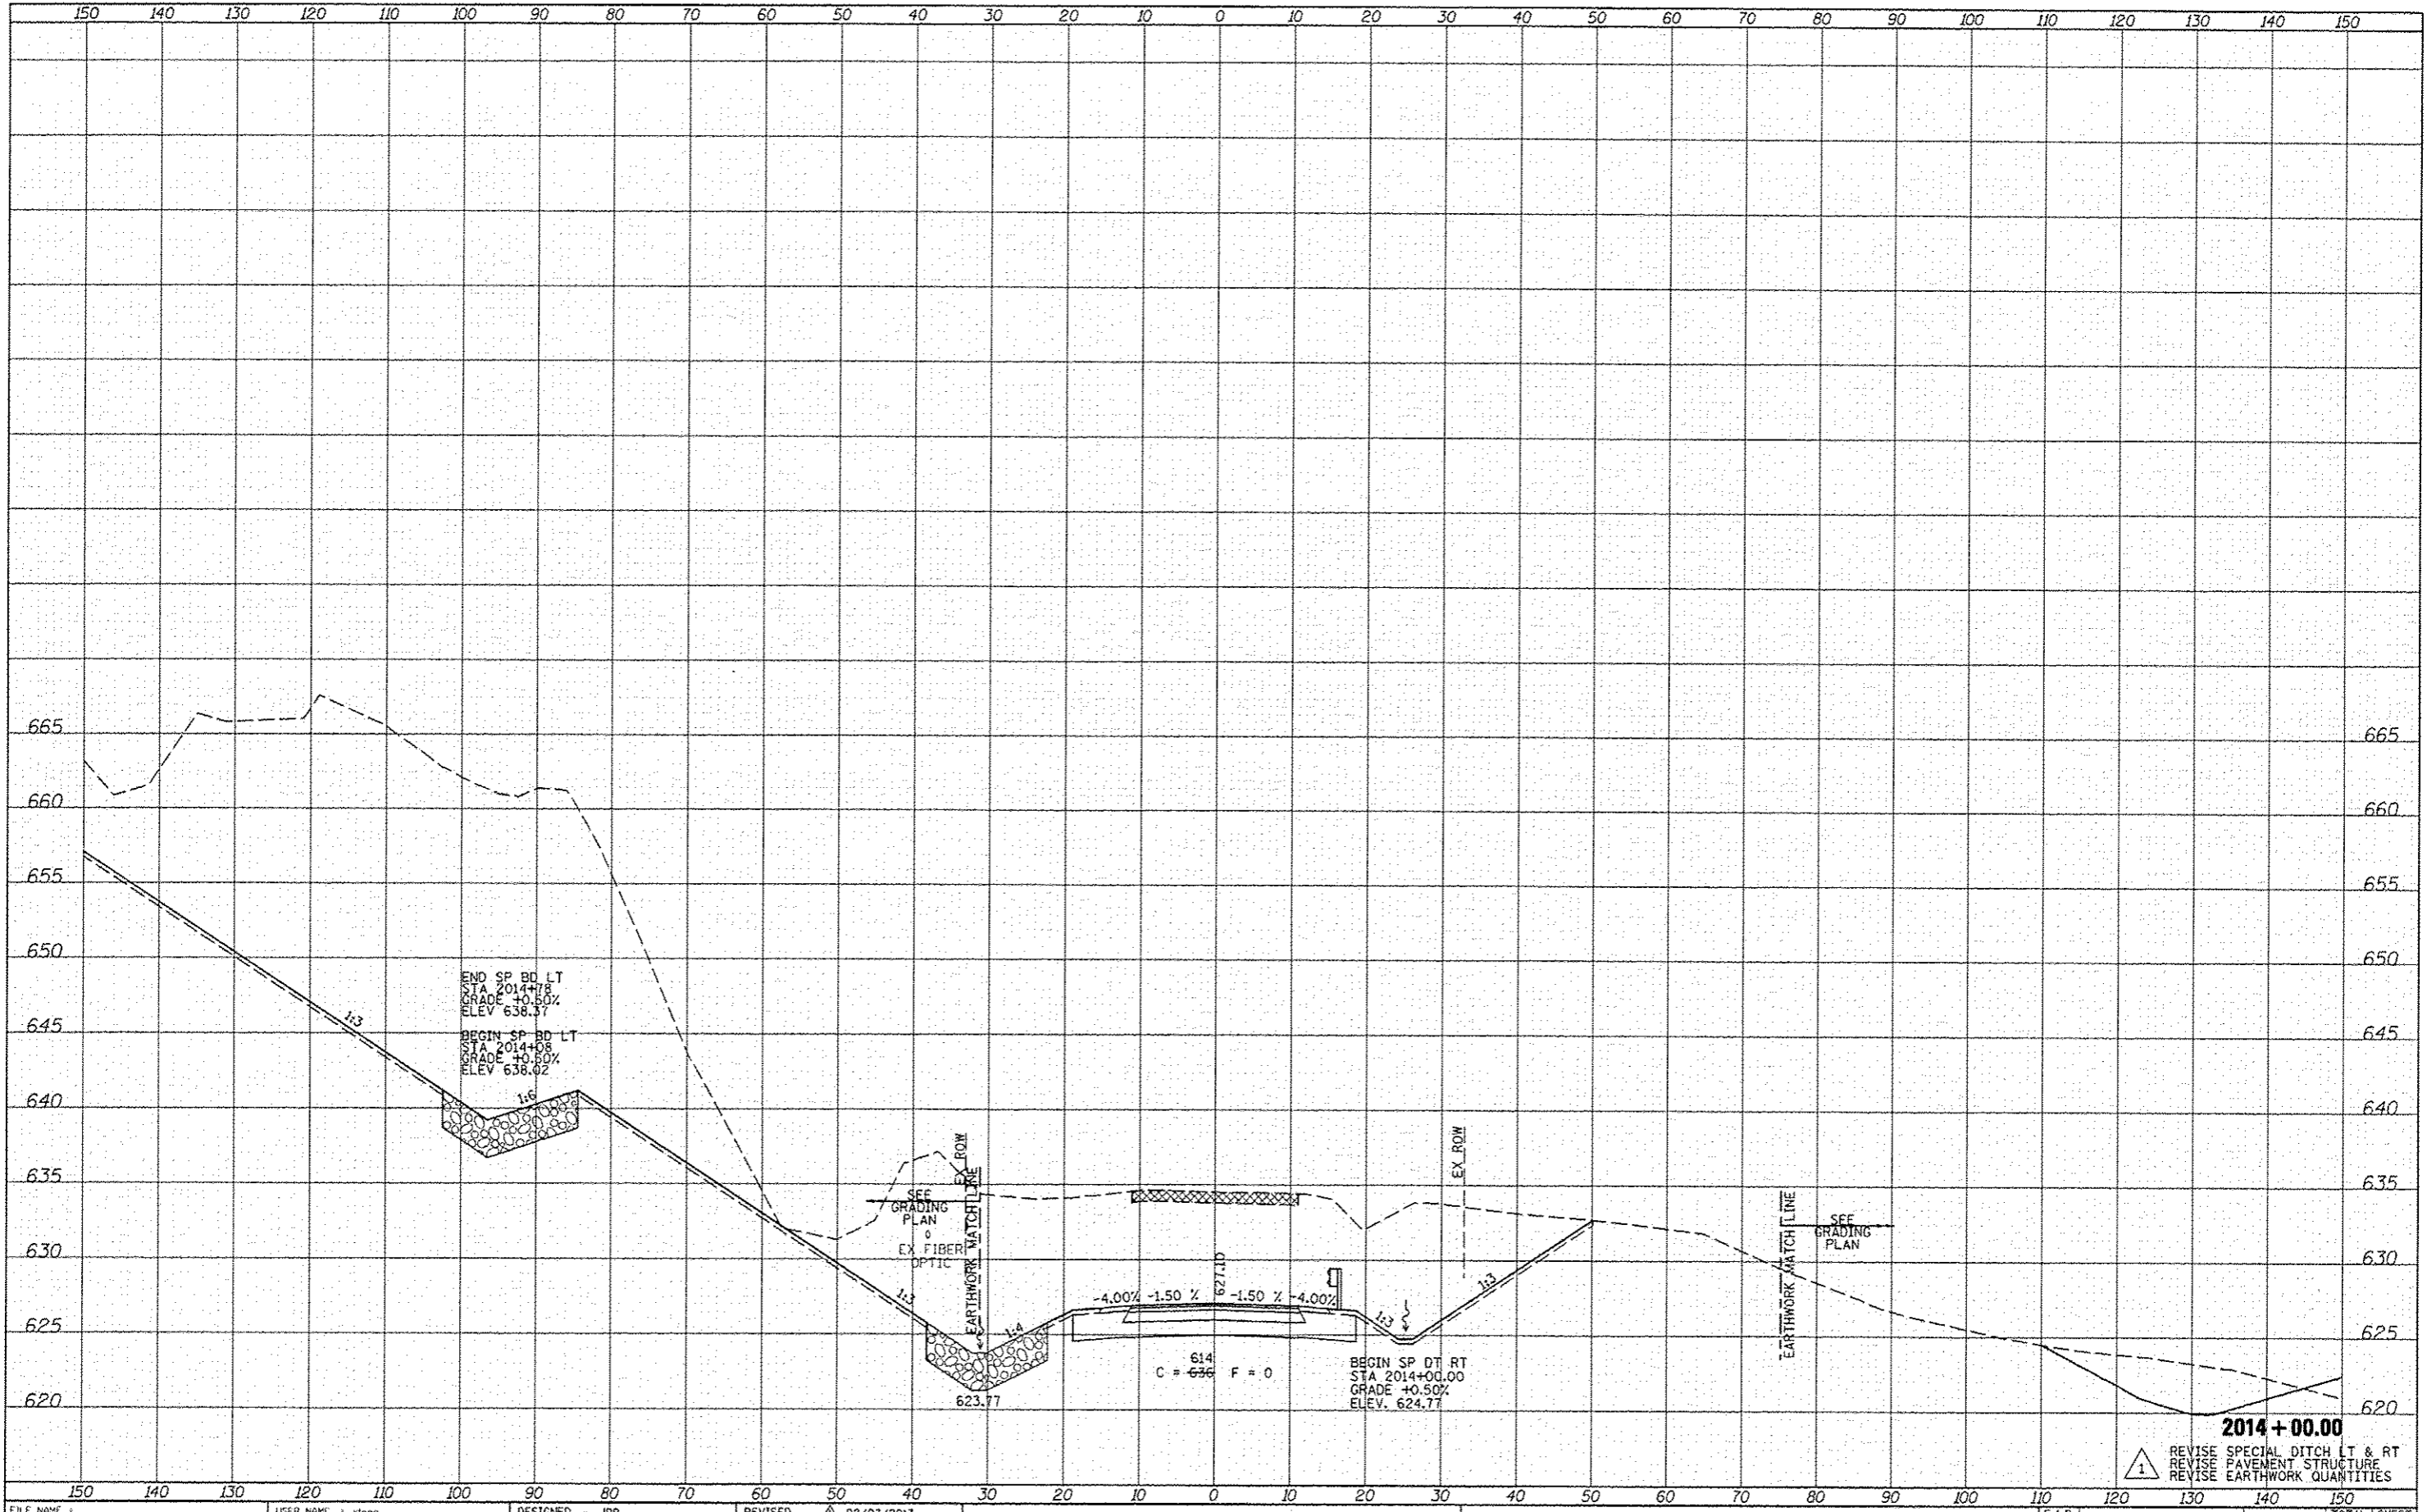 150 140 130 120 110 100 90 80 70 60 50 40 30 20 10 0 10 20 30 40 50 60 70 80 90 100 110 120 130 140 150
665 665
660 660
655 655
650 650
END SP BD LT
STA 2014+78
GRADE +0.50%
ELEV 638.37
1:3
645 645
BEGIN SP BD LT
STA 2014+08
GRADE +0.50%
ELEV 638.02
640 640
1:6
EX ROW
EX ROW
635 635
EARTHWORK MATCH LINE
EARTHWORK MATCH LINE
SEE
GRADING
PLAN
SEE
GRADING
PLAN
EX FIBER
OPTIC
630 630
627.10
1:3
1:3
-4.00% -1.50 % -1.50 % -4.00%
1:3
1:4
625 625
614
C = 636 F = 0
BEGIN SP DT RT
STA 2014+00.00
GRADE +0.50%
ELEV. 624.77
623.77
620 620
2014+00.00
1
REVISE SPECIAL DITCH LT & RT
REVISE PAVEMENT STRUCTURE
REVISE EARTHWORK QUANTITIES
150 140 130 120 110 100 90 80 70 60 50 40 30 20 10 0 10 20 30 40 50 60 70 80 90 100 110 120 130 140 150
FILE NAME = USER NAME = DESIGNED REVISED